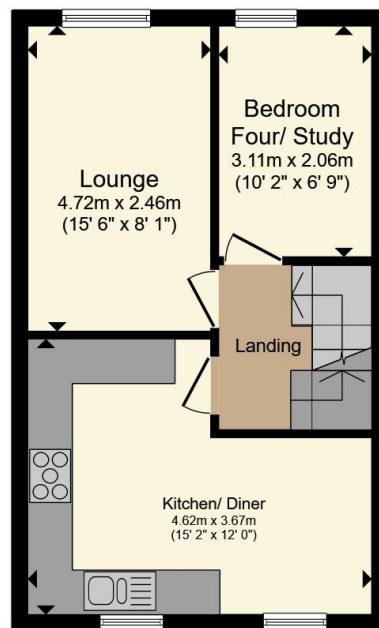 Lounge
4.72m x 2.46m
(15' 6" x 8' 1")
Bedroom
Four/ Study
3.11m x 2.06m
(10' 2" x 6' 9")
Landing
Kitchen/ Diner
4.62m x 3.67m
(15' 2" x 12' 0")